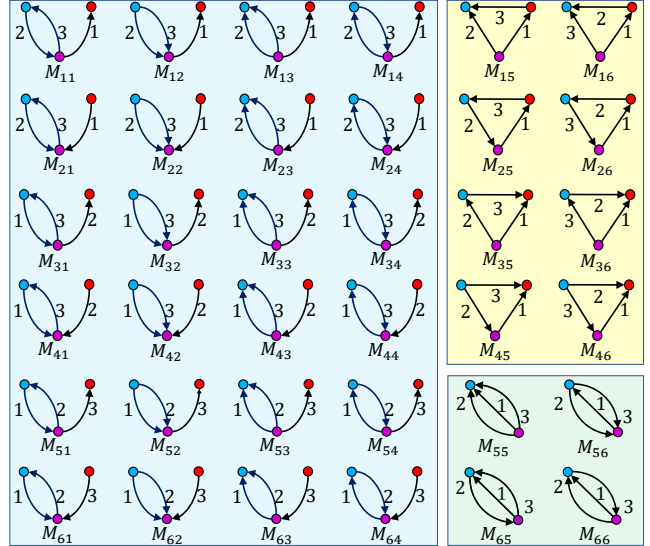 2 3 1 2 3 1 2 3 1 2 3 1 2 3 1 3 2 1
M₁₁ M₁₂ M₁₃ M₁₄ M₁₅ M₁₆
2 3 1 2 3 1 2 3 1 2 3 1 2 3 1 3 2 1
M₂₁ M₂₂ M₂₃ M₂₄ M₂₅ M₂₆
1 3 2 1 3 2 1 3 2 1 3 2 2 3 1 3 2 1
M₃₁ M₃₂ M₃₃ M₃₄ M₃₅ M₃₆
1 3 2 1 3 2 1 3 2 1 3 2 2 3 1 3 2 1
M₄₁ M₄₂ M₄₃ M₄₄ M₄₅ M₄₆
1 2 3 1 2 3 1 2 3 1 2 3 2 1 3 2 1 3
M₅₁ M₅₂ M₅₃ M₅₄ M₅₅ M₅₆
1 2 3 1 2 3 1 2 3 1 2 3 2 1 3 2 1 3
M₆₁ M₆₂ M₆₃ M₆₄ M₆₅ M₆₆